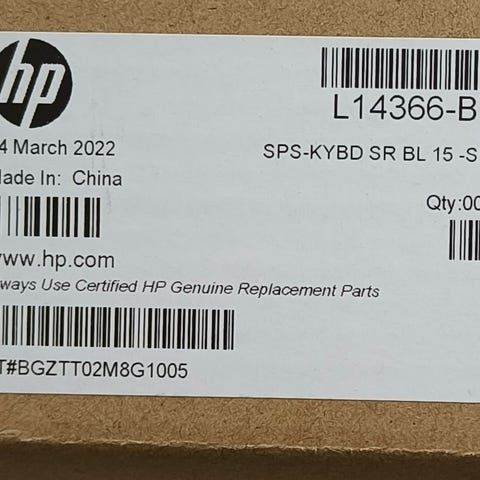 hp
L14366-B
4 March 2022
SPS-KYBD SR BL 15 -S
Made In: China
Qty:00
www.hp.com
ways Use Certified HP Genuine Replacement Parts
T#BGZTT02M8G1005